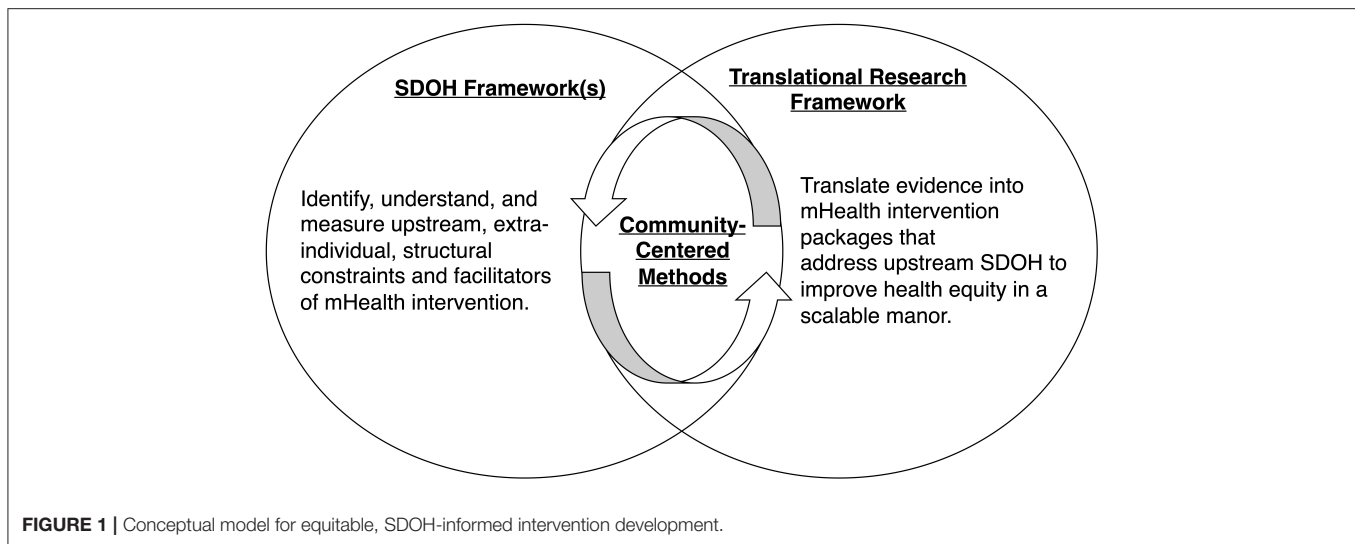 SDOH Framework(s)
Identify, understand, and
measure upstream, extra-
individual, structural
constraints and facilitators
of mHealth intervention.
Community-
Centered
Methods
Translational Research
Framework
Translate evidence into
mHealth intervention
packages that
address upstream SDOH to
improve health equity in a
scalable manor.
FIGURE 1 | Conceptual model for equitable, SDOH-informed intervention development.